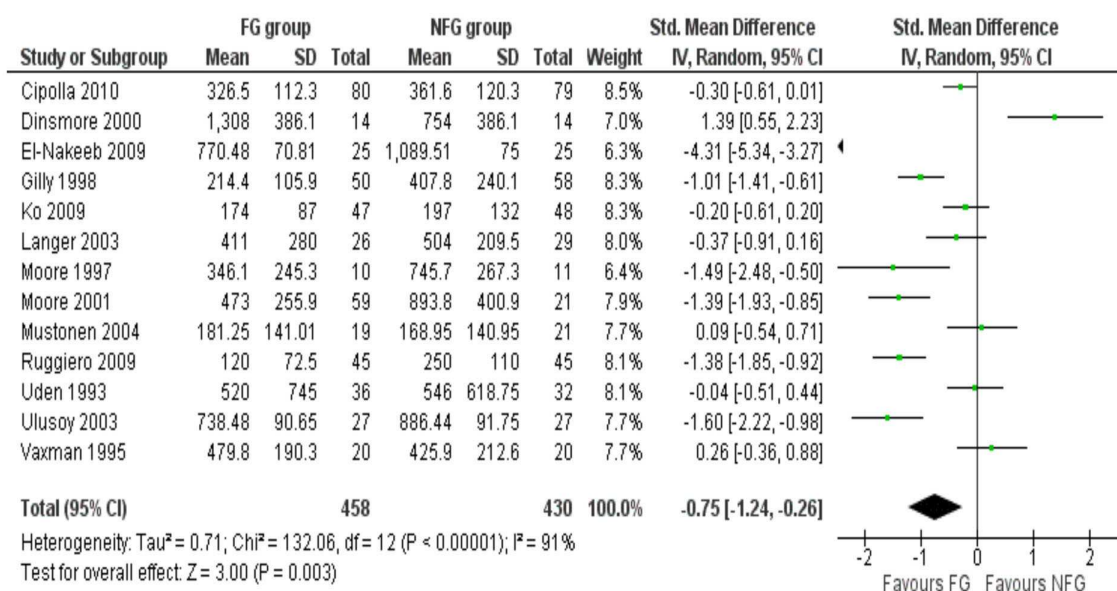 FG group NFG group Std. Mean Difference Std. Mean Difference
Study or Subgroup Mean SD Total Mean SD Total Weight IV, Random, 95% CI IV, Random, 95% CI
Cipolla 2010 326.5 112.3 80 361.6 120.3 79 8.5% -0.30 [-0.61, 0.01]
Dinsmore 2000 1,308 386.1 14 754 386.1 14 7.0% 1.39 [0.55, 2.23]
El-Nakeeb 2009 770.48 70.81 25 1,089.51 75 25 6.3% -4.31 [-5.34, -3.27]
Gilly 1998 214.4 105.9 50 407.8 240.1 58 8.3% -1.01 [-1.41, -0.61]
Ko 2009 174 87 47 197 132 48 8.3% -0.20 [-0.61, 0.20]
Langer 2003 411 280 26 504 209.5 29 8.0% -0.37 [-0.91, 0.16]
Moore 1997 346.1 245.3 10 745.7 267.3 11 6.4% -1.49 [-2.48, -0.50]
Moore 2001 473 255.9 59 893.8 400.9 21 7.9% -1.39 [-1.93, -0.85]
Mustonen 2004 181.25 141.01 19 168.95 140.95 21 7.7% 0.09 [-0.54, 0.71]
Ruggiero 2009 120 72.5 45 250 110 45 8.1% -1.38 [-1.85, -0.92]
Uden 1993 520 745 36 546 618.75 32 8.1% -0.04 [-0.51, 0.44]
Ulusoy 2003 738.48 90.65 27 886.44 91.75 27 7.7% -1.60 [-2.22, -0.98]
Vaxman 1995 479.8 190.3 20 425.9 212.6 20 7.7% 0.26 [-0.36, 0.88]
Total (95% CI) 458 430 100.0% -0.75 [-1.24, -0.26]
Heterogeneity: Tau² = 0.71; Chi² = 132.06, df = 12 (P < 0.00001); I² = 91%
Test for overall effect: Z = 3.00 (P = 0.003)
-2 -1 0 1 2
Favours FG Favours NFG